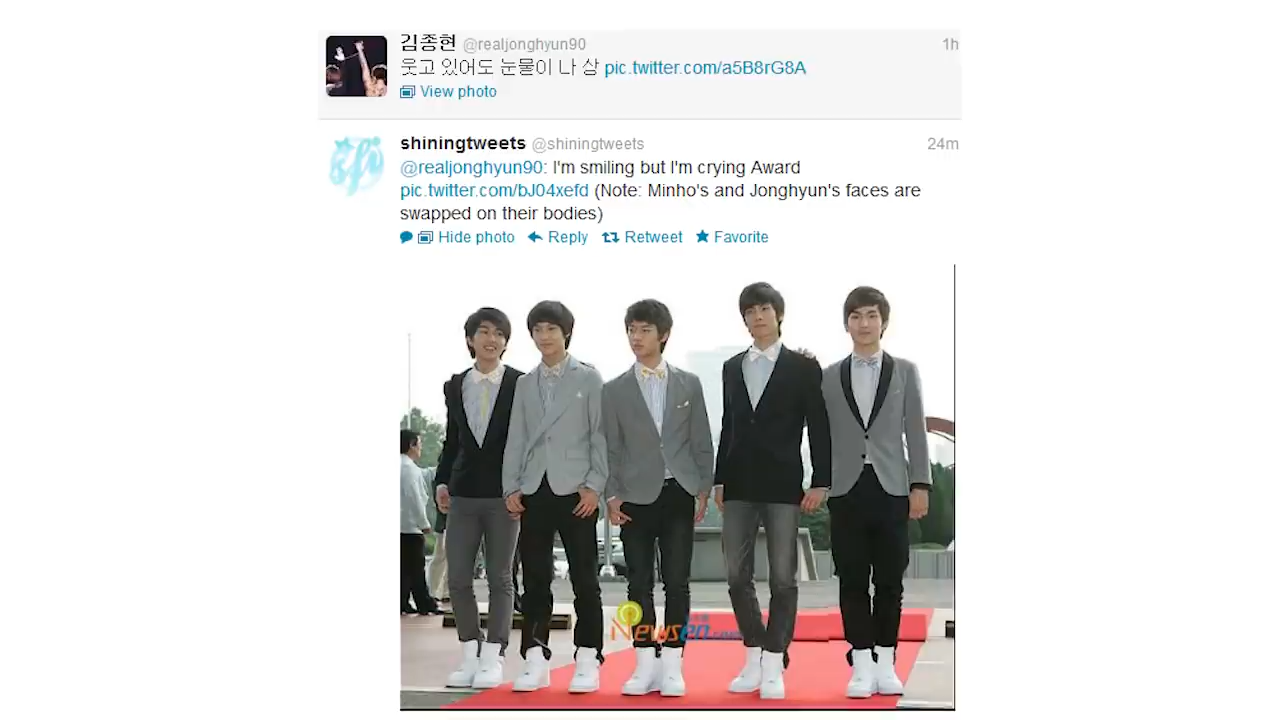 김종현 @realjonghyun90 1h
웃고 있어도 눈물이 나 상 pic.twitter.com/a5B8rG8A
View photo
shiningtweets @shiningtweets 24m
@realjonghyun90: I'm smiling but I'm crying Award
pic.twitter.com/bJ04xefd (Note: Minho's and Jonghyun's faces are
swapped on their bodies)
Hide photo Reply Retweet Favorite
Newsen.com